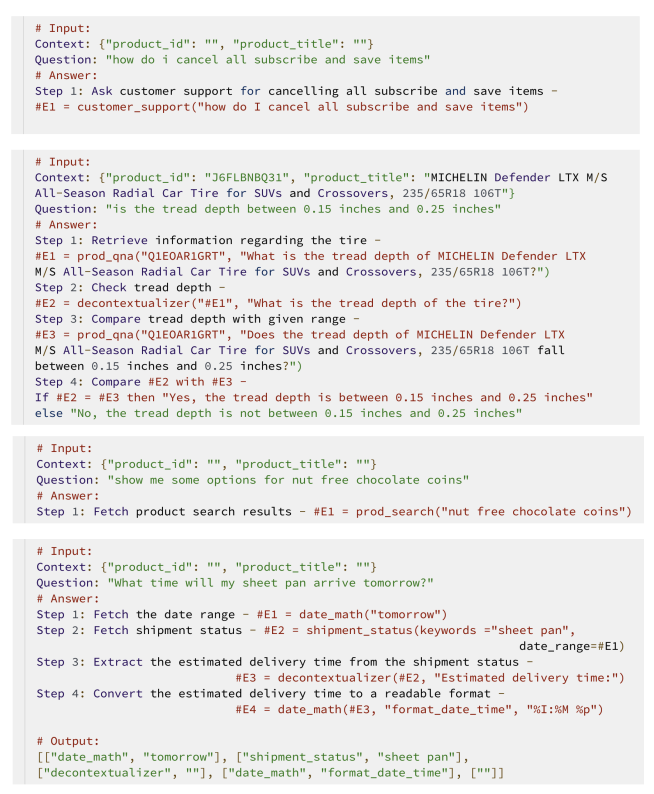 # Input:
Context: {"product_id": "", "product_title": ""}
Question: "how do i cancel all subscribe and save items"
# Answer:
Step 1: Ask customer support for cancelling all subscribe and save items -
#E1 = customer_support("how do I cancel all subscribe and save items")
# Input:
Context: {"product_id": "J6FLBNBQ31", "product_title": "MICHELIN Defender LTX M/S
All-Season Radial Car Tire for SUVs and Crossovers, 235/65R18 106T"}
Question: "is the tread depth between 0.15 inches and 0.25 inches"
# Answer:
Step 1: Retrieve information regarding the tire -
#E1 = prod_qna("Q1EOAR1GRT", "What is the tread depth of MICHELIN Defender LTX
M/S All-Season Radial Car Tire for SUVs and Crossovers, 235/65R18 106T?")
Step 2: Check tread depth -
#E2 = decontextualizer("#E1", "What is the tread depth of the tire?")
Step 3: Compare tread depth with given range -
#E3 = prod_qna("Q1EOAR1GRT", "Does the tread depth of MICHELIN Defender LTX
M/S All-Season Radial Car Tire for SUVs and Crossovers, 235/65R18 106T fall
between 0.15 inches and 0.25 inches?")
Step 4: Compare #E2 with #E3 -
If #E2 = #E3 then "Yes, the tread depth is between 0.15 inches and 0.25 inches"
else "No, the tread depth is not between 0.15 inches and 0.25 inches"
# Input:
Context: {"product_id": "", "product_title": ""}
Question: "show me some options for nut free chocolate coins"
# Answer:
Step 1: Fetch product search results - #E1 = prod_search("nut free chocolate coins")
# Input:
Context: {"product_id": "", "product_title": ""}
Question: "What time will my sheet pan arrive tomorrow?"
# Answer:
Step 1: Fetch the date range - #E1 = date_math("tomorrow")
Step 2: Fetch shipment status - #E2 = shipment_status(keywords ="sheet pan",
date_range=#E1)
Step 3: Extract the estimated delivery time from the shipment status -
#E3 = decontextualizer(#E2, "Estimated delivery time:")
Step 4: Convert the estimated delivery time to a readable format -
#E4 = date_math(#E3, "format_date_time", "%I:%M %p")
# Output:
[["date_math", "tomorrow"], ["shipment_status", "sheet pan"],
["decontextualizer", ""], ["date_math", "format_date_time"], [""]]